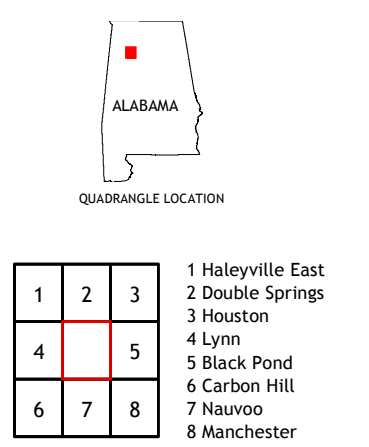 ALABAMA
QUADRANGLE LOCATION
1 2 3
4 5
6 7 8
1 Haleyville East
2 Double Springs
3 Houston
4 Lynn
5 Black Pond
6 Carbon Hill
7 Nauvoo
8 Manchester